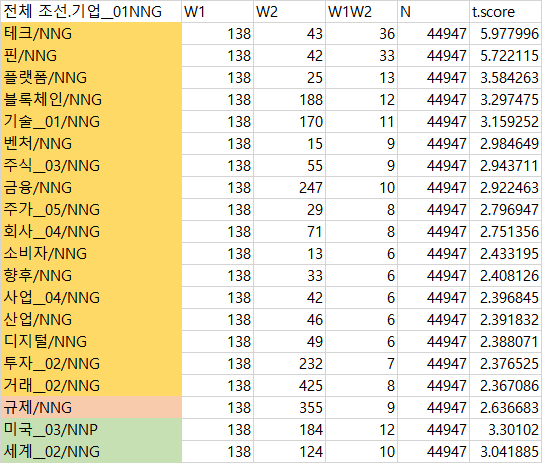 전체 조선.기업__01NNG W1 W2 W1W2 N t.score
테크/NNG 138 43 36 44947 5.977996
핀/NNG 138 42 33 44947 5.722115
플랫폼/NNG 138 25 13 44947 3.584263
블록체인/NNG 138 188 12 44947 3.297475
기술__01/NNG 138 170 11 44947 3.159252
벤처/NNG 138 15 9 44947 2.984649
주식__03/NNG 138 55 9 44947 2.943711
금융/NNG 138 247 10 44947 2.922463
주가__05/NNG 138 29 8 44947 2.796947
회사__04/NNG 138 71 8 44947 2.751356
소비자/NNG 138 13 6 44947 2.433195
향후/NNG 138 33 6 44947 2.408126
사업__04/NNG 138 42 6 44947 2.396845
산업/NNG 138 46 6 44947 2.391832
디지털/NNG 138 49 6 44947 2.388071
투자__02/NNG 138 232 7 44947 2.376525
거래__02/NNG 138 425 8 44947 2.367086
규제/NNG 138 355 9 44947 2.636683
미국__03/NNP 138 184 12 44947 3.30102
세계__02/NNG 138 124 10 44947 3.041885